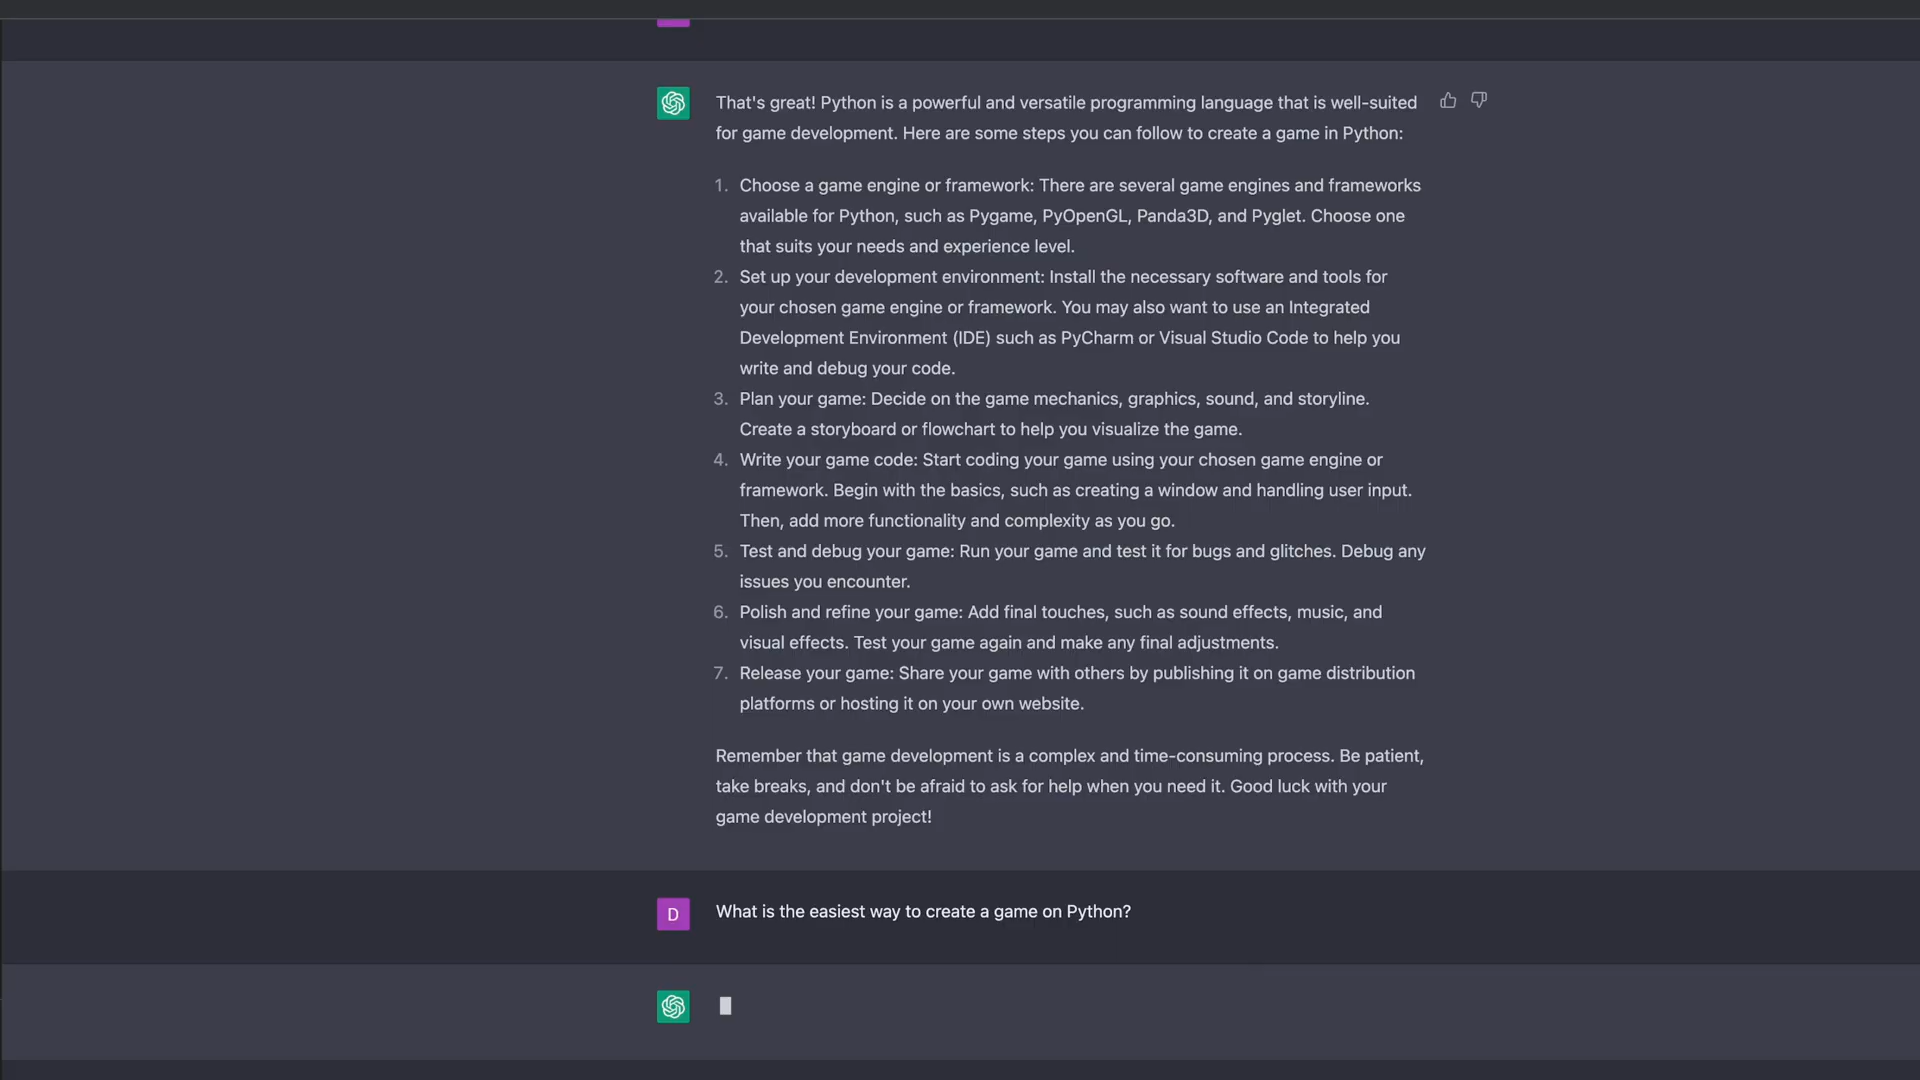 That's great! Python is a powerful and versatile programming language that is well-suited
for game development. Here are some steps you can follow to create a game in Python:
1. Choose a game engine or framework: There are several game engines and frameworks
available for Python, such as Pygame, PyOpenGL, Panda3D, and Pyglet. Choose one
that suits your needs and experience level.
2. Set up your development environment: Install the necessary software and tools for
your chosen game engine or framework. You may also want to use an Integrated
Development Environment (IDE) such as PyCharm or Visual Studio Code to help you
write and debug your code.
3. Plan your game: Decide on the game mechanics, graphics, sound, and storyline.
Create a storyboard or flowchart to help you visualize the game.
4. Write your game code: Start coding your game using your chosen game engine or
framework. Begin with the basics, such as creating a window and handling user input.
Then, add more functionality and complexity as you go.
5. Test and debug your game: Run your game and test it for bugs and glitches. Debug any
issues you encounter.
6. Polish and refine your game: Add final touches, such as sound effects, music, and
visual effects. Test your game again and make any final adjustments.
7. Release your game: Share your game with others by publishing it on game distribution
platforms or hosting it on your own website.
Remember that game development is a complex and time-consuming process. Be patient,
take breaks, and don't be afraid to ask for help when you need it. Good luck with your
game development project!
D What is the easiest way to create a game on Python?